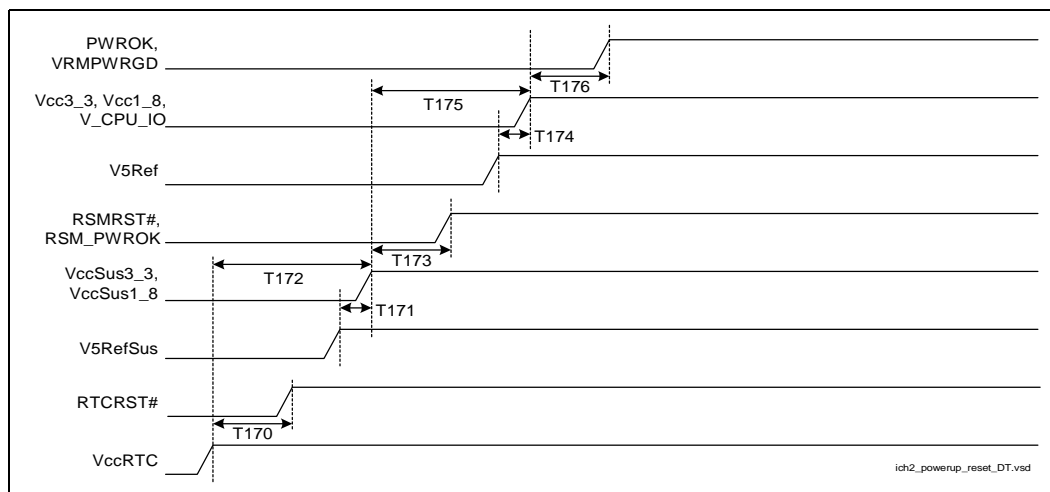 PWROK,
VRMPWRGD
T176
Vcc3_3, Vcc1_8,
V_CPU_IO
T175
T174
V5Ref
RSMRST#,
RSM_PWROK
T173
T172
VccSus3_3,
VccSus1_8
T171
V5RefSus
RTCRST#
T170
VccRTC
ich2_powerup_reset_DT.vsd